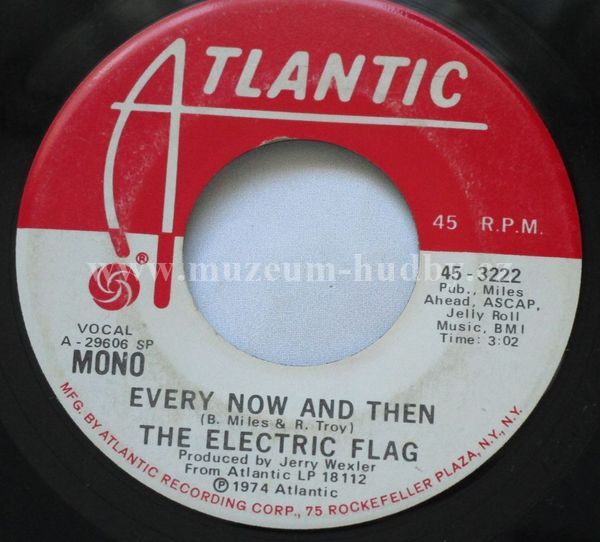 ATLANTIC
45 R.P.M.
®
www.muzeum-hudby.cz
VOCAL
A - 29606 SP
MONO
45 - 3222
Pub., Miles
Ahead, ASCAP,
Jelly Roll
Music, BMI
Time: 3:02
EVERY NOW AND THEN
(B. Miles & R. Troy)
THE ELECTRIC FLAG
Produced by Jerry Wexler
From Atlantic LP 18112
Ⓟ 1974 Atlantic
MFG. BY ATLANTIC RECORDING CORP., 75 ROCKEFELLER PLAZA, N.Y., N.Y.